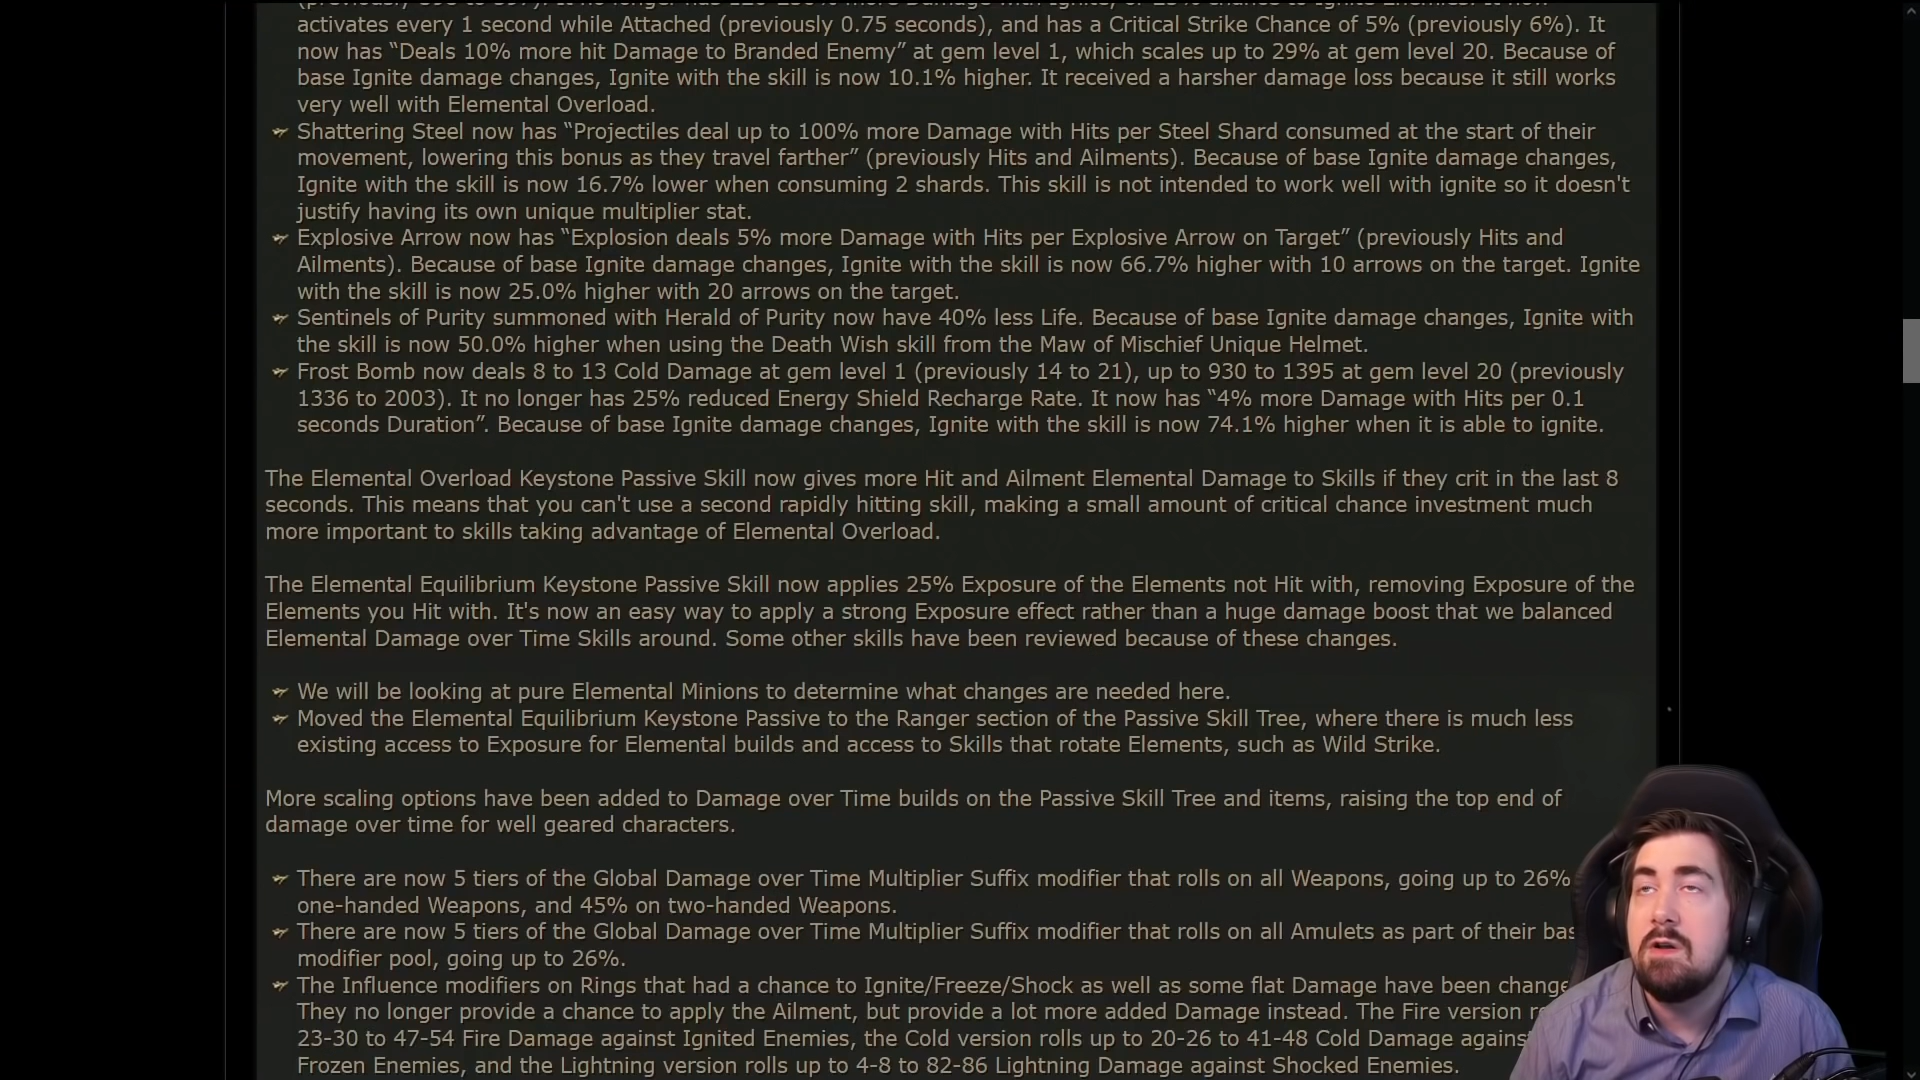 activates every 1 second while Attached (previously 0.75 seconds), and has a Critical Strike Chance of 5% (previously 6%). It
now has “Deals 10% more hit Damage to Branded Enemy” at gem level 1, which scales up to 29% at gem level 20. Because of
base Ignite damage changes, Ignite with the skill is now 10.1% higher. It received a harsher damage loss because it still works
very well with Elemental Overload.
Shattering Steel now has “Projectiles deal up to 100% more Damage with Hits per Steel Shard consumed at the start of their
movement, lowering this bonus as they travel farther” (previously Hits and Ailments). Because of base Ignite damage changes,
Ignite with the skill is now 16.7% lower when consuming 2 shards. This skill is not intended to work well with ignite so it doesn't
justify having its own unique multiplier stat.
Explosive Arrow now has “Explosion deals 5% more Damage with Hits per Explosive Arrow on Target” (previously Hits and
Ailments). Because of base Ignite damage changes, Ignite with the skill is now 66.7% higher with 10 arrows on the target. Ignite
with the skill is now 25.0% higher with 20 arrows on the target.
Sentinels of Purity summoned with Herald of Purity now have 40% less Life. Because of base Ignite damage changes, Ignite with
the skill is now 50.0% higher when using the Death Wish skill from the Maw of Mischief Unique Helmet.
Frost Bomb now deals 8 to 13 Cold Damage at gem level 1 (previously 14 to 21), up to 930 to 1395 at gem level 20 (previously
1336 to 2003). It no longer has 25% reduced Energy Shield Recharge Rate. It now has “4% more Damage with Hits per 0.1
seconds Duration”. Because of base Ignite damage changes, Ignite with the skill is now 74.1% higher when it is able to ignite.
The Elemental Overload Keystone Passive Skill now gives more Hit and Ailment Elemental Damage to Skills if they crit in the last 8
seconds. This means that you can't use a second rapidly hitting skill, making a small amount of critical chance investment much
more important to skills taking advantage of Elemental Overload.
The Elemental Equilibrium Keystone Passive Skill now applies 25% Exposure of the Elements not Hit with, removing Exposure of the
Elements you Hit with. It's now an easy way to apply a strong Exposure effect rather than a huge damage boost that we balanced
Elemental Damage over Time Skills around. Some other skills have been reviewed because of these changes.
We will be looking at pure Elemental Minions to determine what changes are needed here.
Moved the Elemental Equilibrium Keystone Passive to the Ranger section of the Passive Skill Tree, where there is much less
existing access to Exposure for Elemental builds and access to Skills that rotate Elements, such as Wild Strike.
More scaling options have been added to Damage over Time builds on the Passive Skill Tree and items, raising the top end of
damage over time for well geared characters.
There are now 5 tiers of the Global Damage over Time Multiplier Suffix modifier that rolls on all Weapons, going up to 26%
one-handed Weapons, and 45% on two-handed Weapons.
There are now 5 tiers of the Global Damage over Time Multiplier Suffix modifier that rolls on all Amulets as part of their bas
modifier pool, going up to 26%.
The Influence modifiers on Rings that had a chance to Ignite/Freeze/Shock as well as some flat Damage have been change
They no longer provide a chance to apply the Ailment, but provide a lot more added Damage instead. The Fire version r
23-30 to 47-54 Fire Damage against Ignited Enemies, the Cold version rolls up to 20-26 to 41-48 Cold Damage agains
Frozen Enemies, and the Lightning version rolls up to 4-8 to 82-86 Lightning Damage against Shocked Enemies.